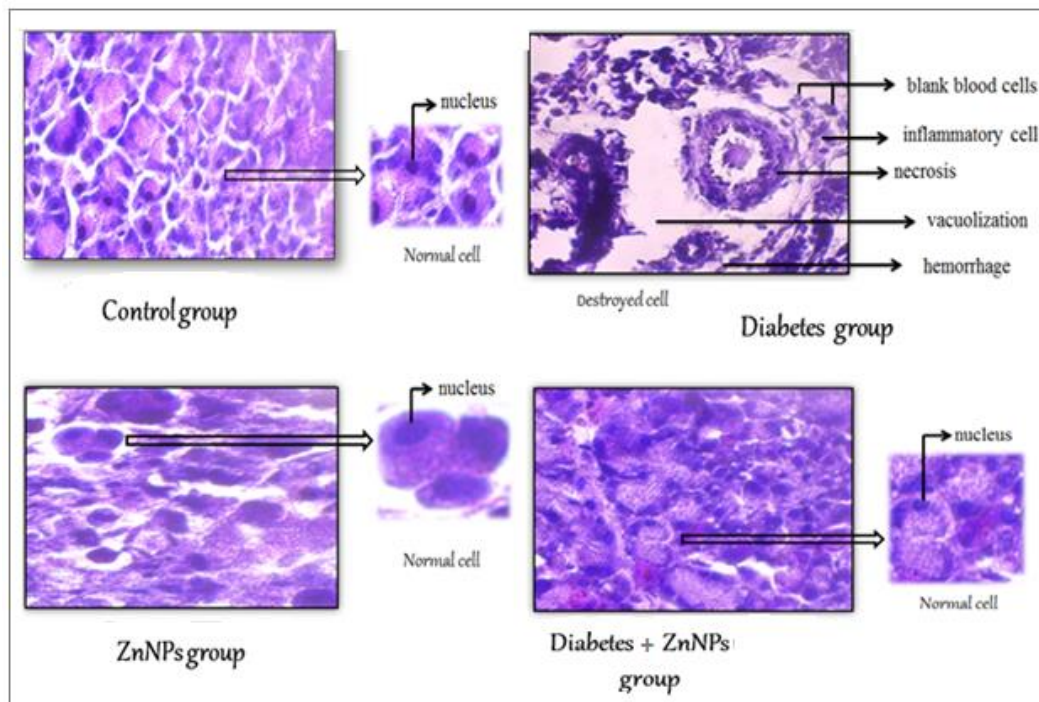 nucleus
Normal cell
Control group
blank blood cells
inflammatory cell
necrosis
vacuolization
hemorrhage
Destroyed cell
Diabetes group
nucleus
Normal cell
ZnNPs group
nucleus
Normal cell
Diabetes + ZnNPs
group